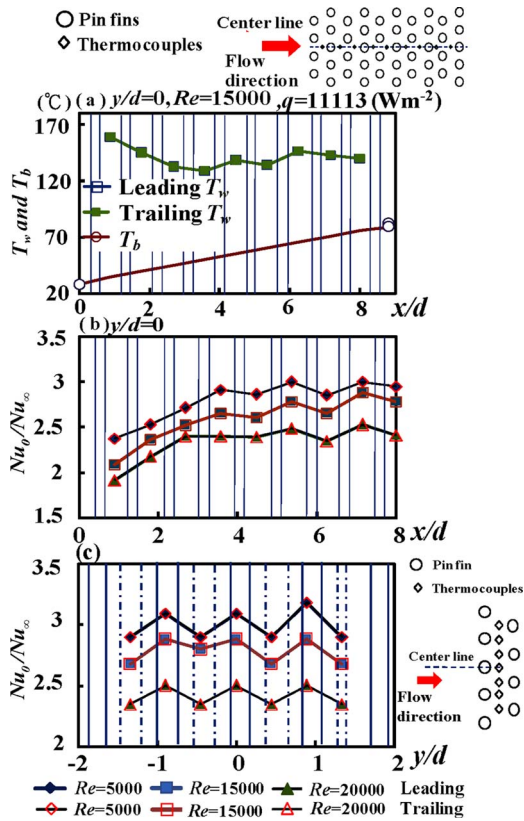 Pin fins
Thermocouples
Center line
Flow
direction
(℃) (a) y/d=0, Re=15000 ,q=11113 (Wm-2)
170
120
70
20
Tw and Tb
Leading Tw
Trailing Tw
Tb
0 2 4 6 8
x/d
(b) y/d=0
3.5
3
2.5
2
1.5
Nu0/Nu∞
0 2 4 6 8
x/d
(c)
3.5
3
2.5
2
Nu0/Nu∞
-2 -1 0 1 2
y/d
Pin fins
Thermocouples
Center line
Flow
direction
Re=5000 Re=15000 Re=20000 Leading
Re=5000 Re=15000 Re=20000 Trailing